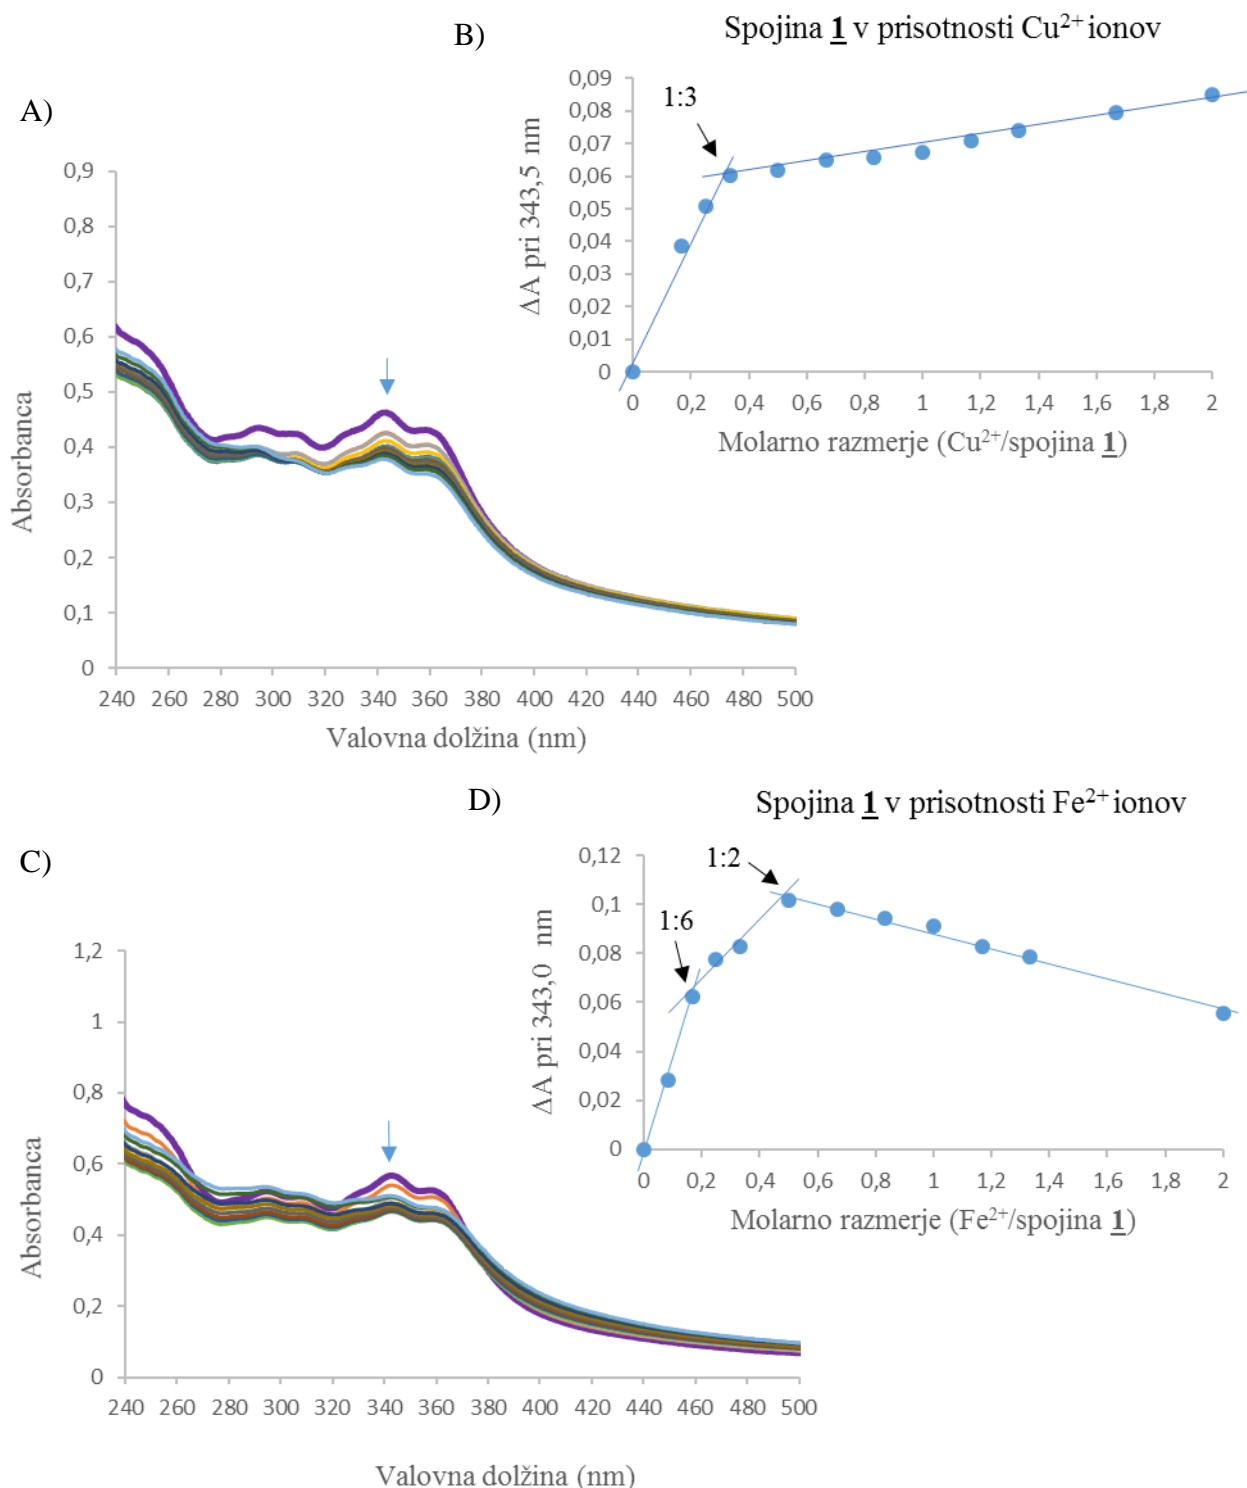 B)
Spojina 1 v prisotnosti Cu²⁺ ionov
A)
1:3
0,09
0,08
0,07
0,06
0,05
0,04
0,03
0,02
0,01
0
ΔA pri 343,5 nm
0 0,2 0,4 0,6 0,8 1 1,2 1,4 1,6 1,8 2
Molarno razmerje (Cu²⁺/spojina 1)
0,9
0,8
0,7
0,6
0,5
0,4
0,3
0,2
0,1
0
Absorbanca
240 260 280 300 320 340 360 380 400 420 440 460 480 500
Valovna dolžina (nm)
D)
Spojina 1 v prisotnosti Fe²⁺ ionov
C)
1:2
1:6
0,12
0,1
0,08
0,06
0,04
0,02
0
ΔA pri 343,0 nm
0 0,2 0,4 0,6 0,8 1 1,2 1,4 1,6 1,8 2
Molarno razmerje (Fe²⁺/spojina 1)
1,2
1
0,8
0,6
0,4
0,2
0
Absorbanca
240 260 280 300 320 340 360 380 400 420 440 460 480 500
Valovna dolžina (nm)